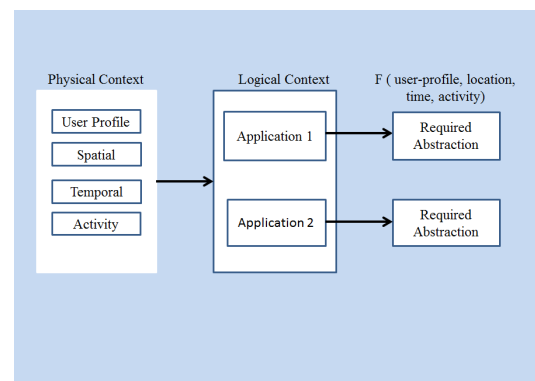 Physical Context
User Profile
Spatial
Temporal
Activity
Logical Context
Application 1
Application 2
F ( user-profile, location,
time, activity)
Required
Abstraction
Required
Abstraction